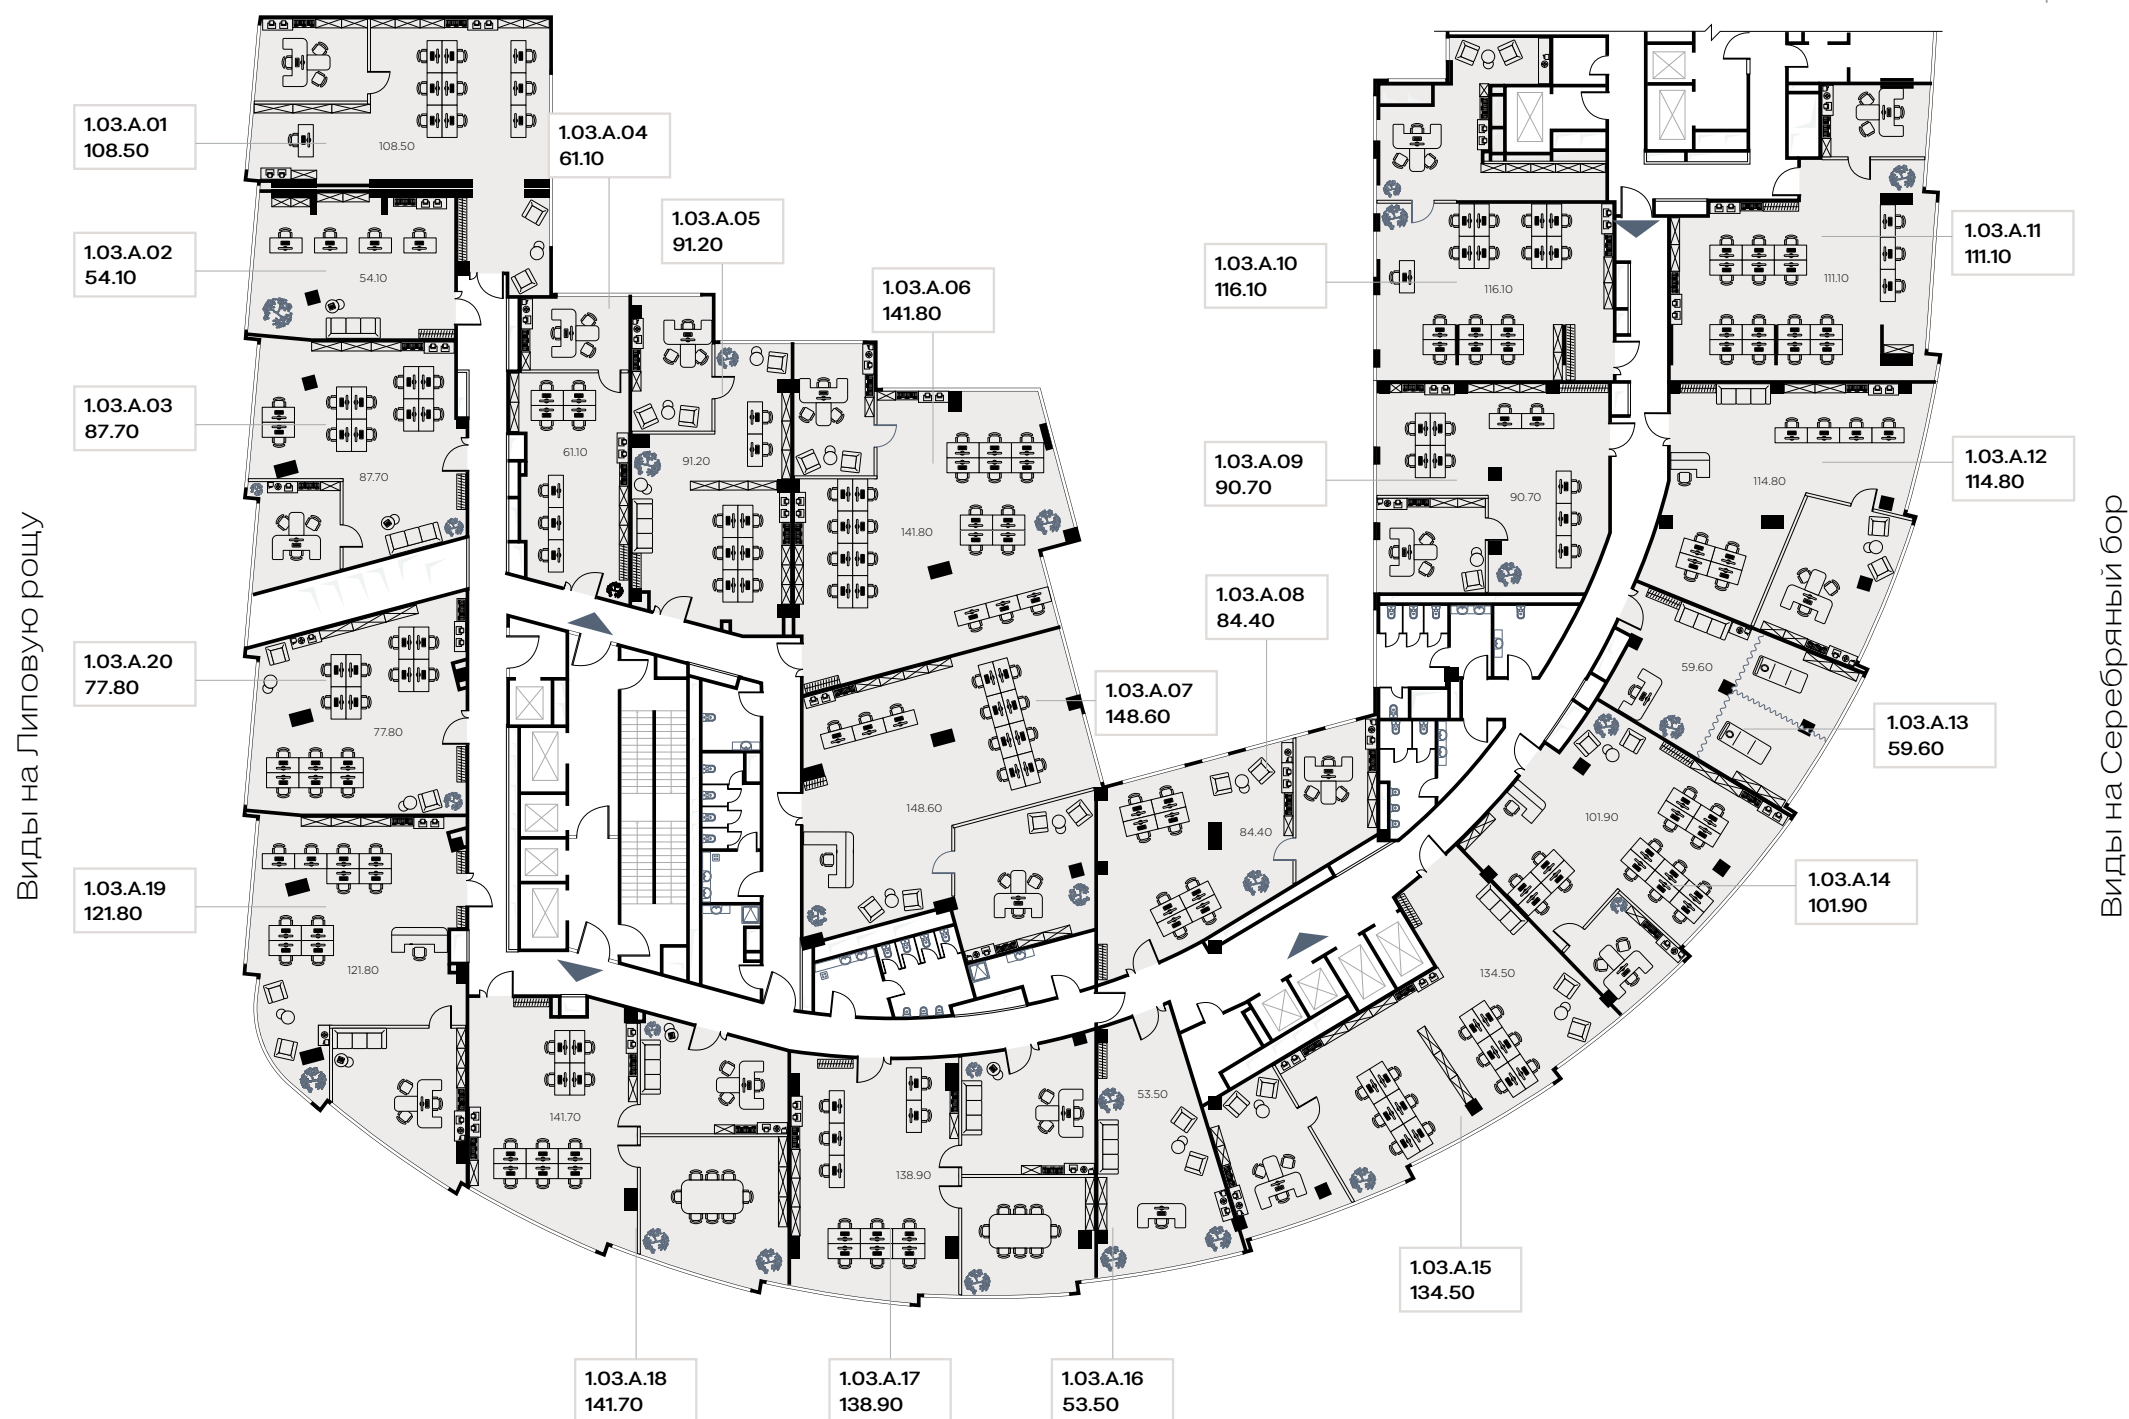 1.03.A.01
108.50
108.50
1.03.A.04
61.10
1.03.A.05
91.20
1.03.A.02
54.10
54.10
1.03.A.06
141.80
1.03.A.10
116.10
116.10
1.03.A.11
111.10
111.10
1.03.A.03
87.70
87.70
61.10
91.20
141.80
1.03.A.09
90.70
90.70
1.03.A.12
114.80
114.80
Виды на Липовую рощу
Виды на Серебряный бор
1.03.A.08
84.40
84.40
1.03.A.20
77.80
77.80
1.03.A.07
148.60
148.60
59.60
1.03.A.13
59.60
1.03.A.19
121.80
121.80
101.90
1.03.A.14
101.90
134.50
141.70
138.90
53.50
1.03.A.15
134.50
1.03.A.18
141.70
1.03.A.17
138.90
1.03.A.16
53.50